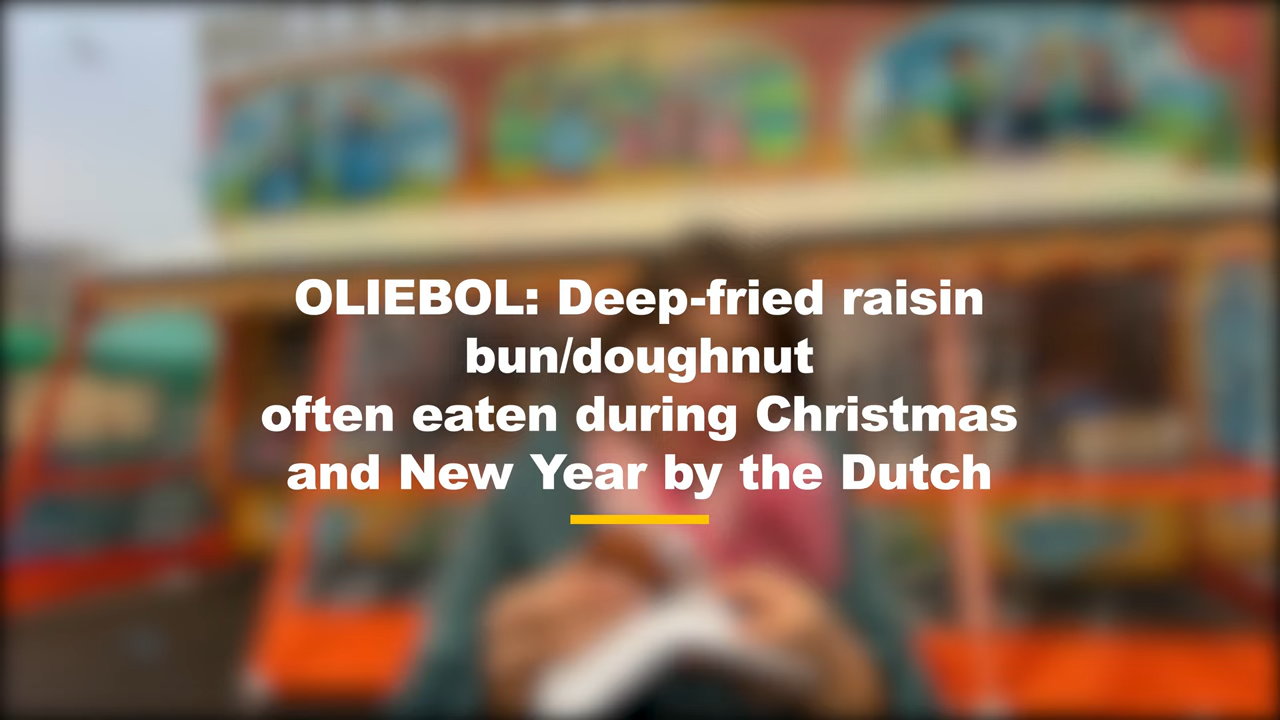 OLIEBOL: Deep-fried raisin
bun/doughnut
often eaten during Christmas
and New Year by the Dutch